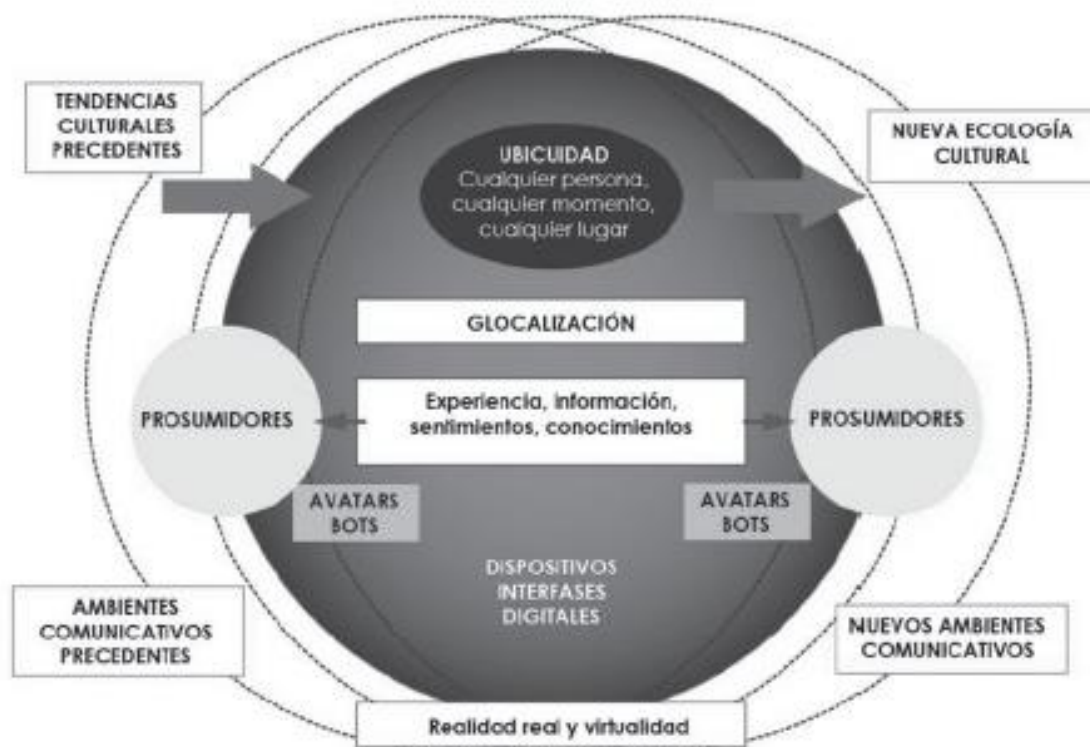 TENDENCIAS
CULTURALES
PRECEDENTES
UBICUIDAD
Cualquier persona,
cualquier momento,
cualquier lugar
NUEVA ECOLOGÍA
CULTURAL
GLOCALIZACIÓN
PROSUMIDORES
Experiencia, información,
sentimientos, conocimientos
PROSUMIDORES
AVATARS
BOTS
AVATARS
BOTS
DISPOSITIVOS
INTERFASES
DIGITALES
AMBIENTES
COMUNICATIVOS
PRECEDENTES
NUEVOS AMBIENTES
COMUNICATIVOS
Realidad real y virtualidad